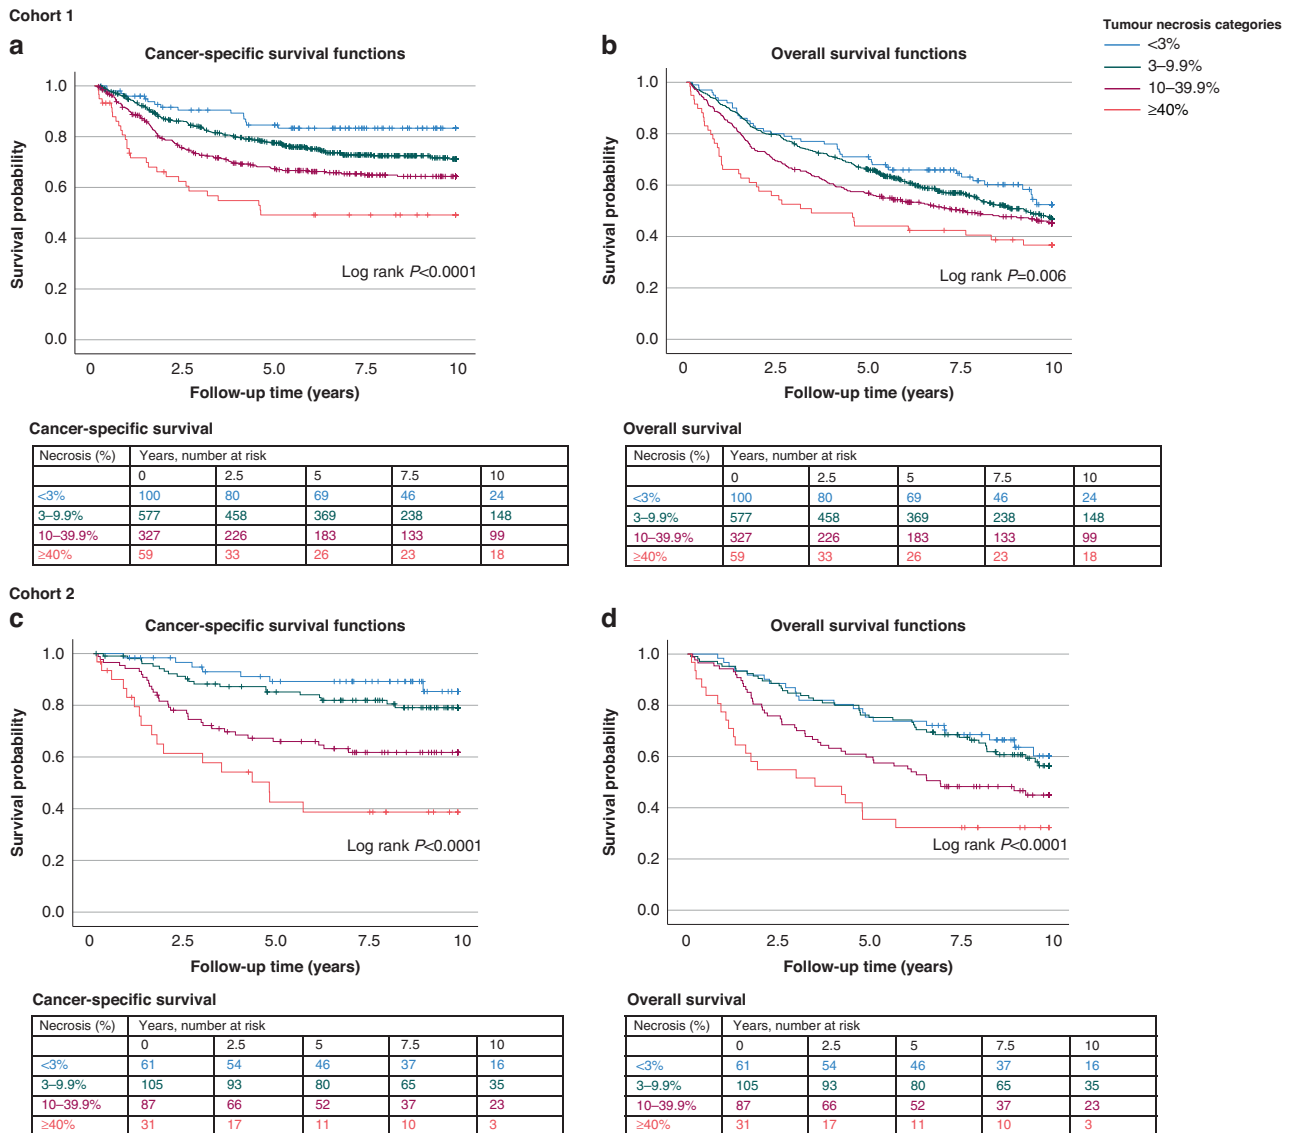 Cohort 1
a
Cancer-specific survival functions
1.0
0.8
0.6
0.4
0.2
0.0
Survival probability
Log rank P<0.0001
0 2.5 5.0 7.5 10
Follow-up time (years)
b
Overall survival functions
1.0
0.8
0.6
0.4
0.2
0.0
Survival probability
Log rank P=0.006
0 2.5 5.0 7.5 10
Follow-up time (years)
Tumour necrosis categories
<3%
3–9.9%
10–39.9%
≥40%
Cancer-specific survival
Necrosis (%) Years, number at risk
0 2.5 5 7.5 10
<3% 100 80 69 46 24
3–9.9% 577 458 369 238 148
10–39.9% 327 226 183 133 99
≥40% 59 33 26 23 18
Overall survival
Necrosis (%) Years, number at risk
0 2.5 5 7.5 10
<3% 100 80 69 46 24
3–9.9% 577 458 369 238 148
10–39.9% 327 226 183 133 99
≥40% 59 33 26 23 18
Cohort 2
c
Cancer-specific survival functions
1.0
0.8
0.6
0.4
0.2
0.0
Survival probability
Log rank P<0.0001
0 2.5 5.0 7.5 10
Follow-up time (years)
d
Overall survival functions
1.0
0.8
0.6
0.4
0.2
0.0
Survival probability
Log rank P<0.0001
0 2.5 5.0 7.5 10
Follow-up time (years)
Cancer-specific survival
Necrosis (%) Years, number at risk
0 2.5 5 7.5 10
<3% 61 54 46 37 16
3–9.9% 105 93 80 65 35
10–39.9% 87 66 52 37 23
≥40% 31 17 11 10 3
Overall survival
Necrosis (%) Years, number at risk
0 2.5 5 7.5 10
<3% 61 54 46 37 16
3–9.9% 105 93 80 65 35
10–39.9% 87 66 52 37 23
≥40% 31 17 11 10 3